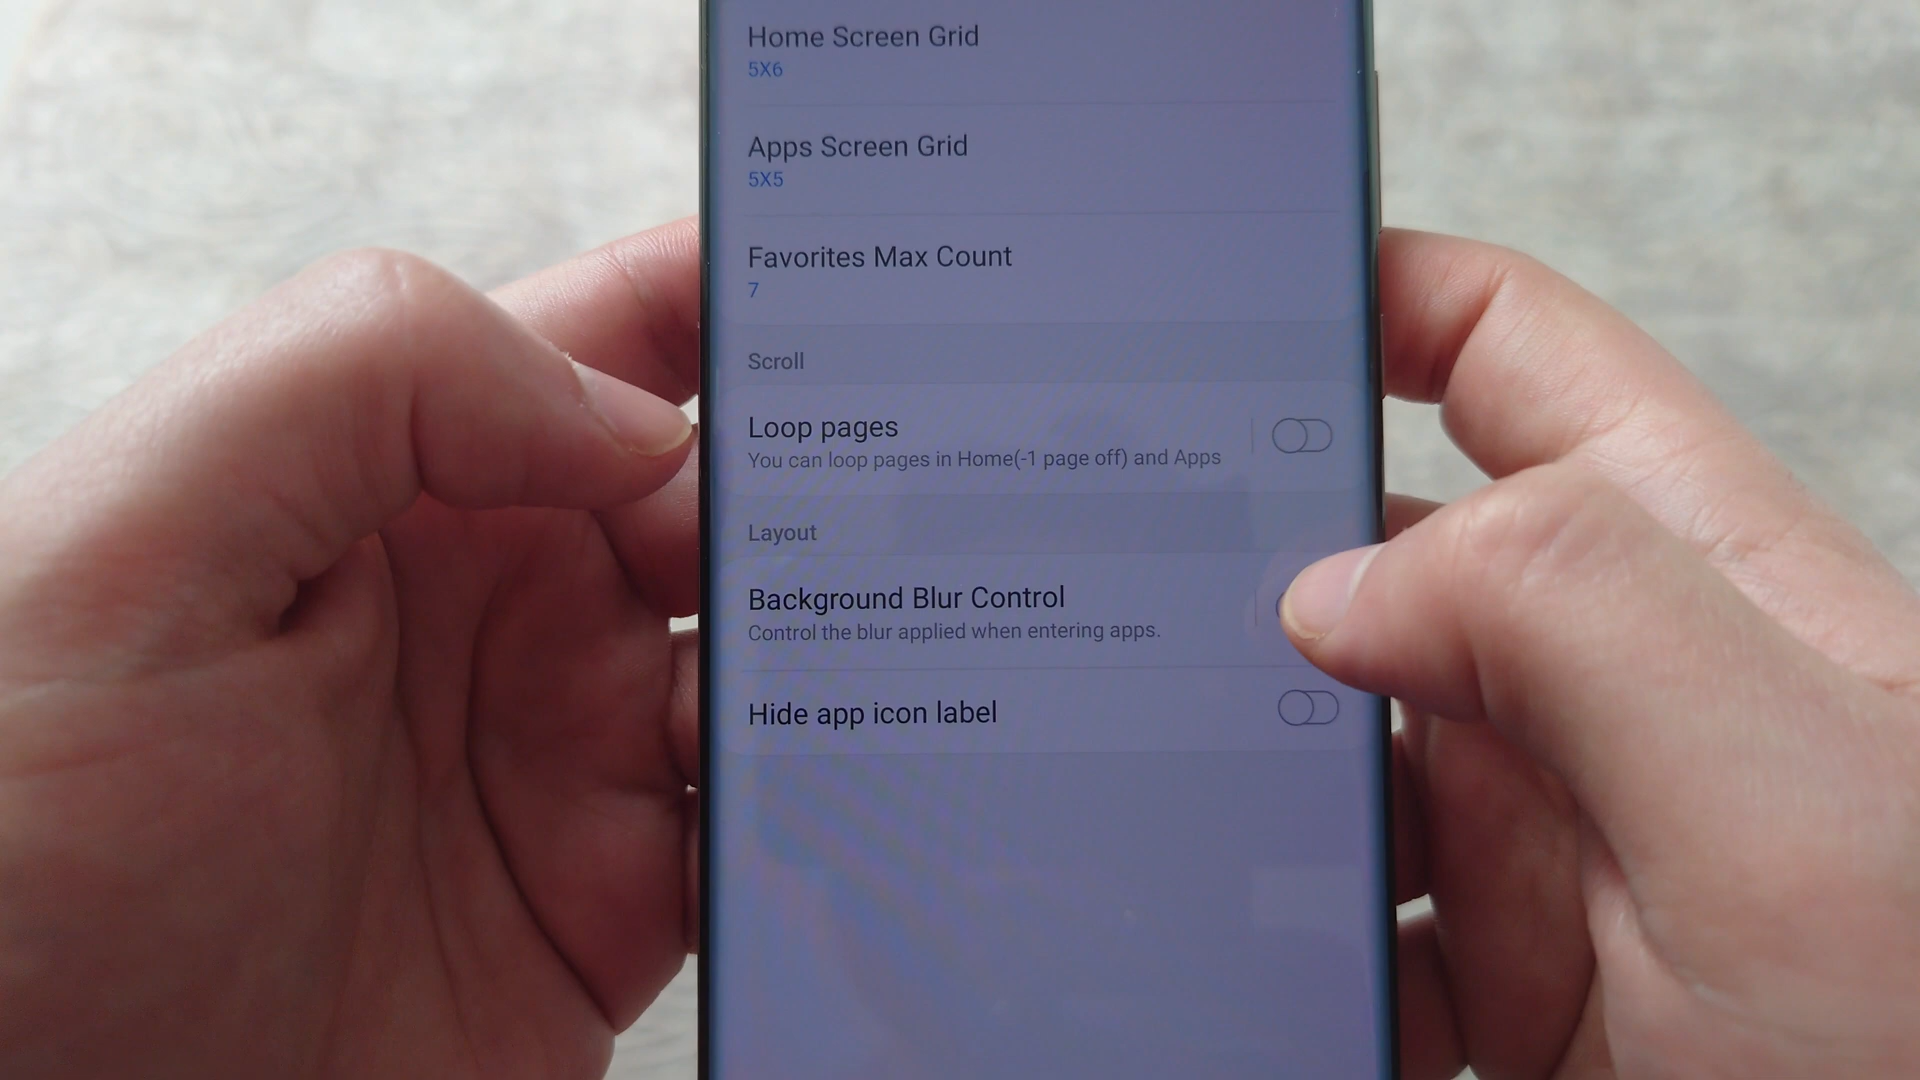 Home Screen Grid
5X6
Apps Screen Grid
5X5
Favorites Max Count
7
Scroll
Loop pages
You can loop pages in Home(-1 page off) and Apps
Layout
Background Blur Control
Control the blur applied when entering apps.
Hide app icon label